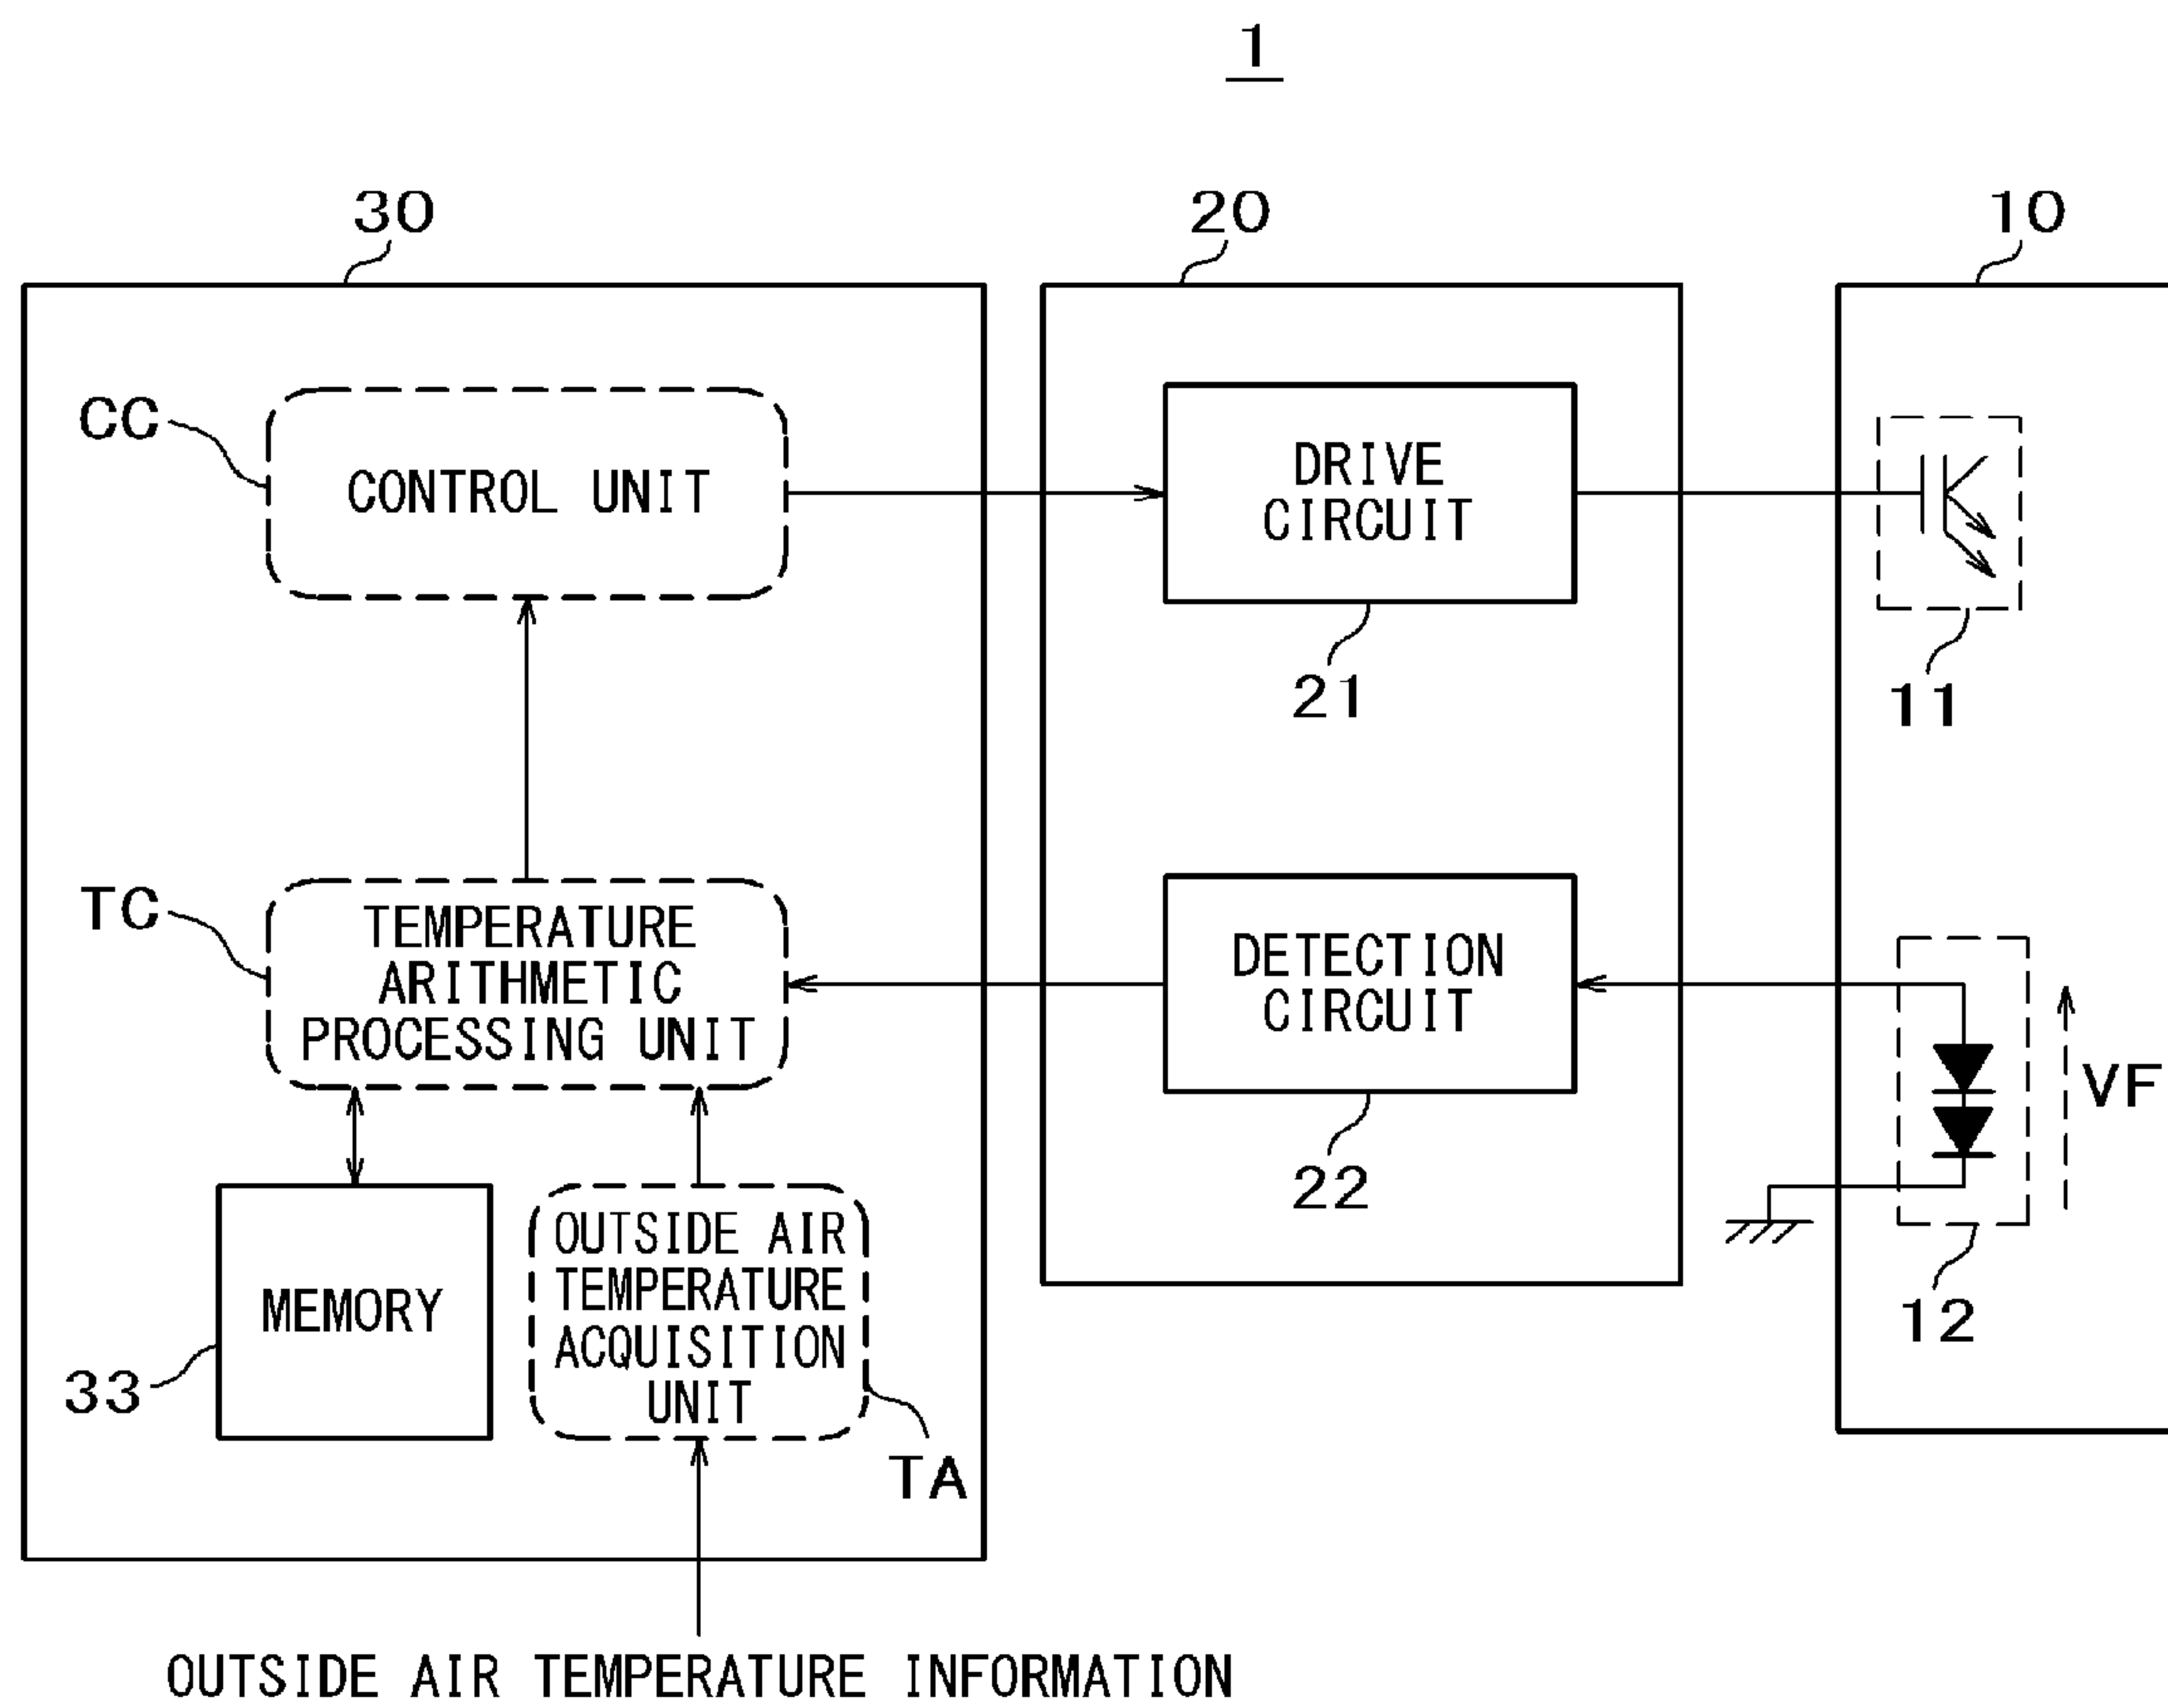 1
30
20
10
CC
CONTROL UNIT
DRIVE
CIRCUIT
21
11
TC
TEMPERATURE
ARITHMETIC
PROCESSING UNIT
DETECTION
CIRCUIT
22
VF
12
MEMORY
33
OUTSIDE AIR
TEMPERATURE
ACQUISITION
UNIT
TA
OUTSIDE AIR TEMPERATURE INFORMATION